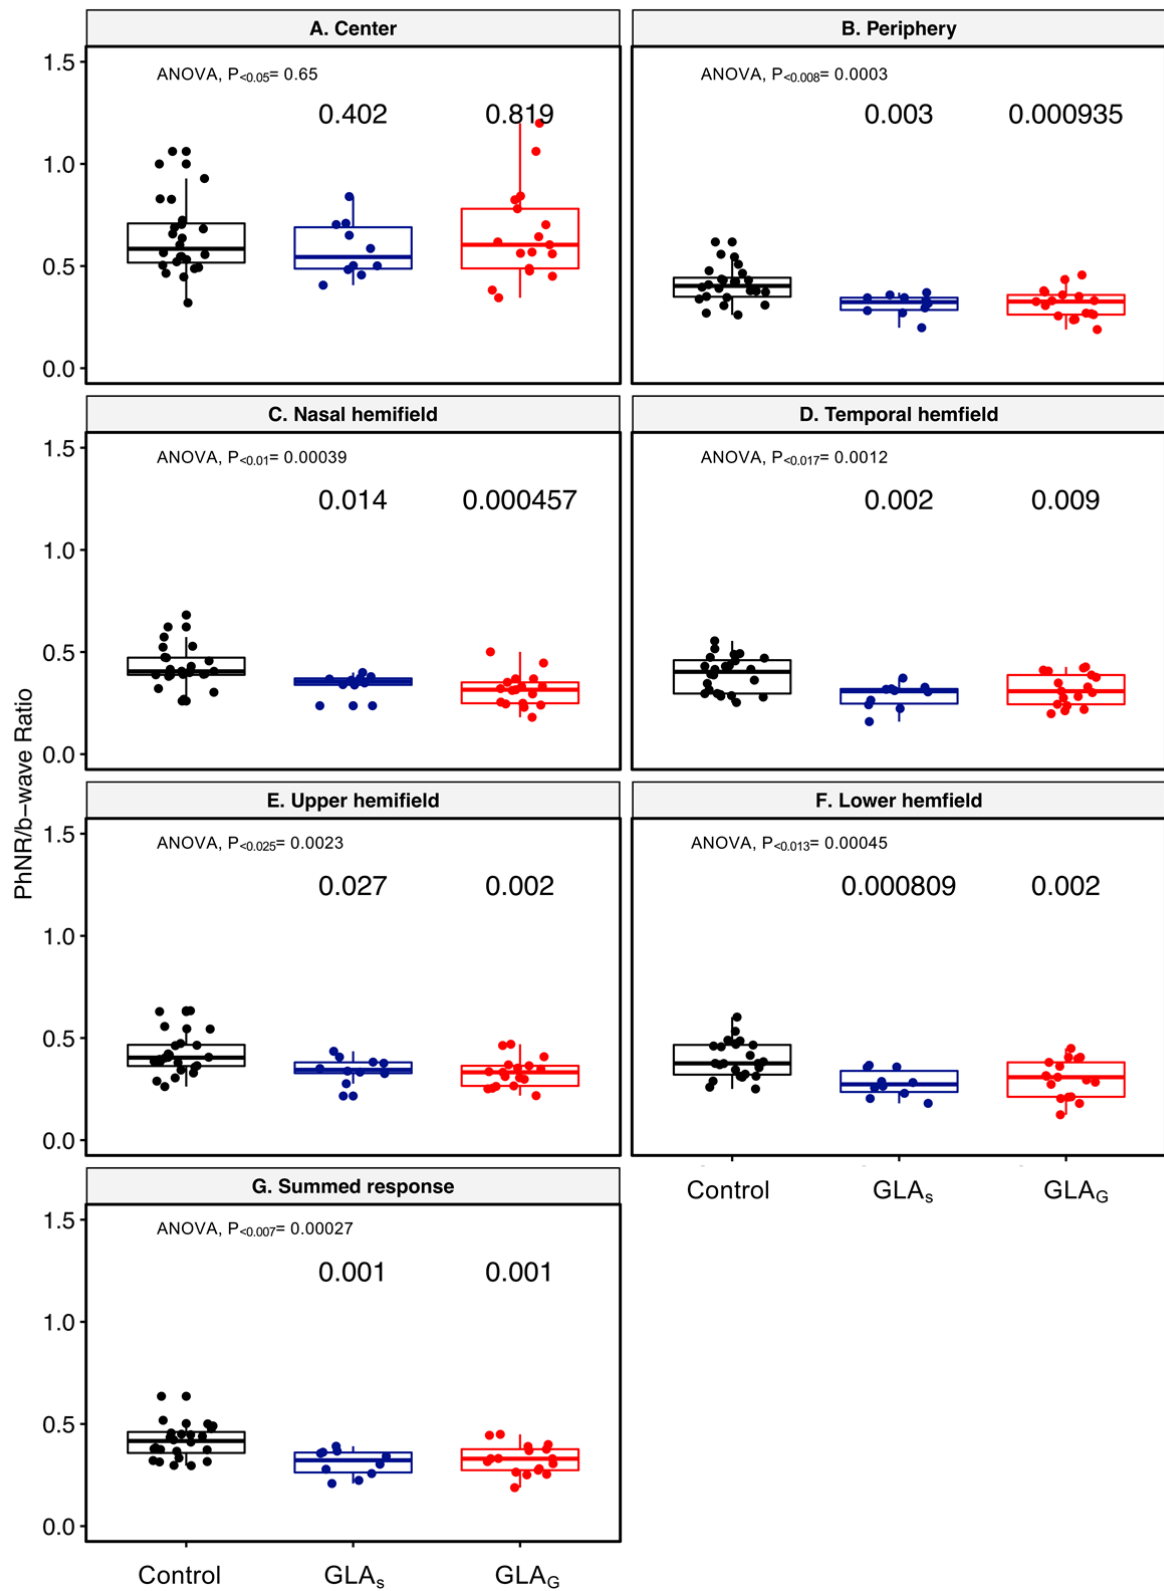 A. Center
ANOVA, P<0.05= 0.65
0.402 0.819
1.5
1.0
0.5
0.0
B. Periphery
ANOVA, P<0.008= 0.0003
0.003 0.000935
C. Nasal hemifield
ANOVA, P<0.01= 0.00039
0.014 0.000457
1.5
1.0
0.5
0.0
D. Temporal hemfield
ANOVA, P<0.017= 0.0012
0.002 0.009
PhNR/b−wave Ratio
E. Upper hemifield
ANOVA, P<0.025= 0.0023
0.027 0.002
1.5
1.0
0.5
0.0
F. Lower hemfield
ANOVA, P<0.013= 0.00045
0.000809 0.002
Control GLAs GLAG
G. Summed response
ANOVA, P<0.007= 0.00027
0.001 0.001
1.5
1.0
0.5
0.0
Control GLAs GLAG